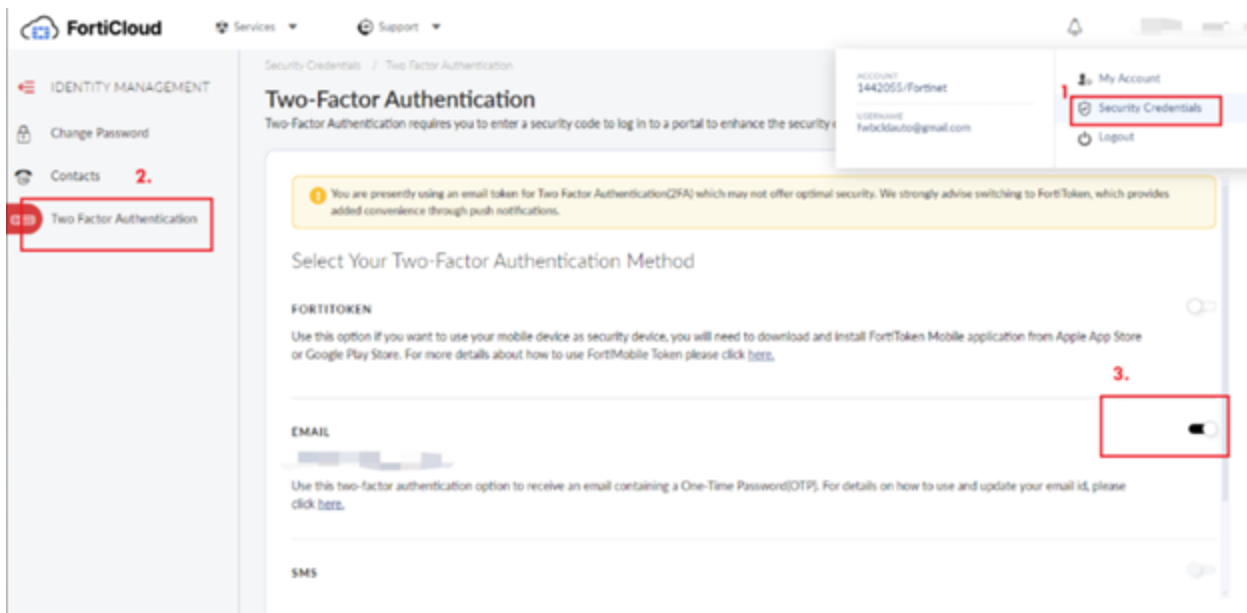 FortiCloud
Services
Support
IDENTITY MANAGEMENT
Change Password
Contacts
2.
Two Factor Authentication
Security Credentials / Two Factor Authentication
Two-Factor Authentication
Two-Factor Authentication requires you to enter a security code to log in to a portal to enhance the security
ACCOUNT
1442055/Fortinet
USERNAME
fwbcldauto@gmail.com
1
My Account
Security Credentials
Logout
You are presently using an email token for Two Factor Authentication(2FA) which may not offer optimal security. We strongly advise switching to FortiToken, which provides
added convenience through push notifications.
Select Your Two-Factor Authentication Method
FORTITOKEN
Use this option if you want to use your mobile device as security device, you will need to download and install FortiToken Mobile application from Apple App Store
or Google Play Store. For more details about how to use FortiMobile Token please click here.
3.
EMAIL
Use this two-factor authentication option to receive an email containing a One-Time Password(OTP). For details on how to use and update your email id, please
click here.
SMS